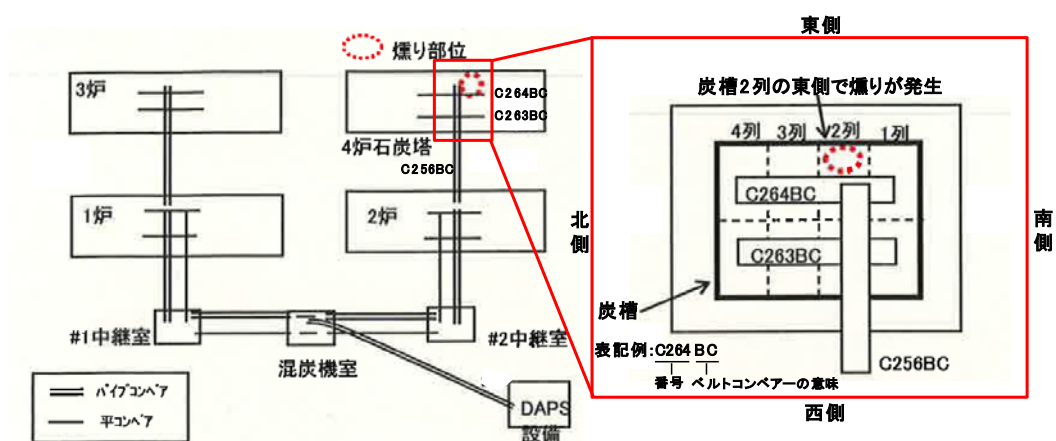 燻り部位
3炉
C264BC
C263BC
4炉石炭塔
C256BC
1炉
2炉
#1中継室
混炭機室
#2中継室
DAPS
設備
パイプコンベア
平コンベア
東側
炭槽2列の東側で燻りが発生
4列 3列 2列 1列
C264BC
北側
南側
C263BC
炭槽
表記例:C264 BC
番号 ベルトコンベアーの意味
C256BC
西側